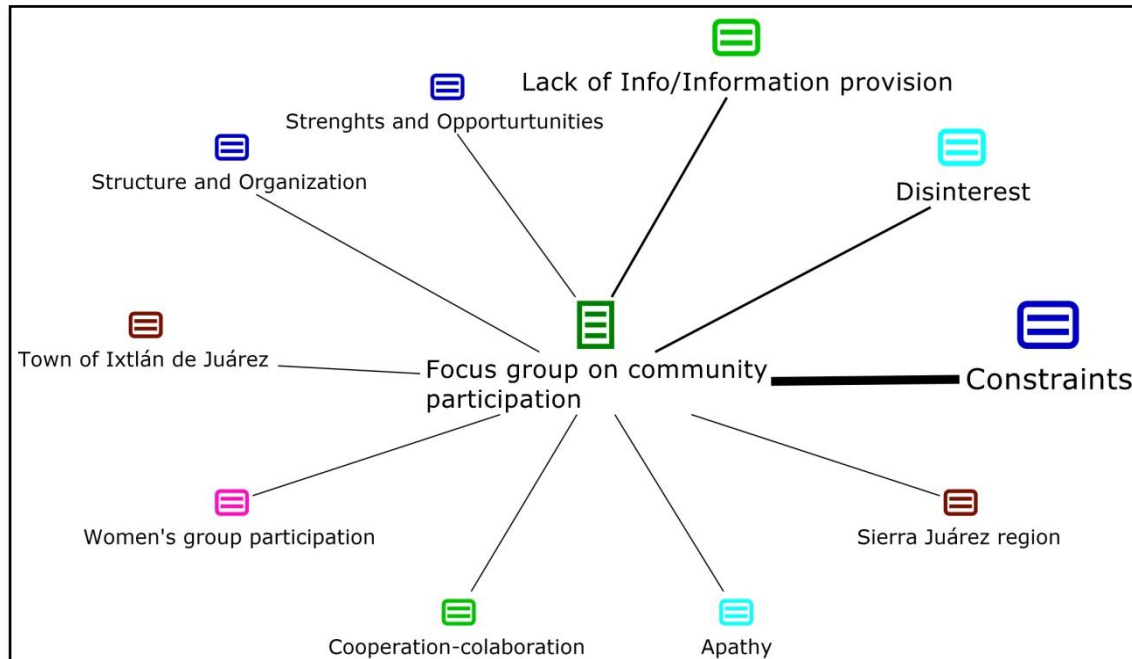 Lack of Info/Information provision
Strenghts and Opporturtunities
Structure and Organization
Disinterest
Town of Ixtlán de Juárez
Focus group on community
participation
Constraints
Women's group participation
Sierra Juárez region
Cooperation-colaboration
Apathy